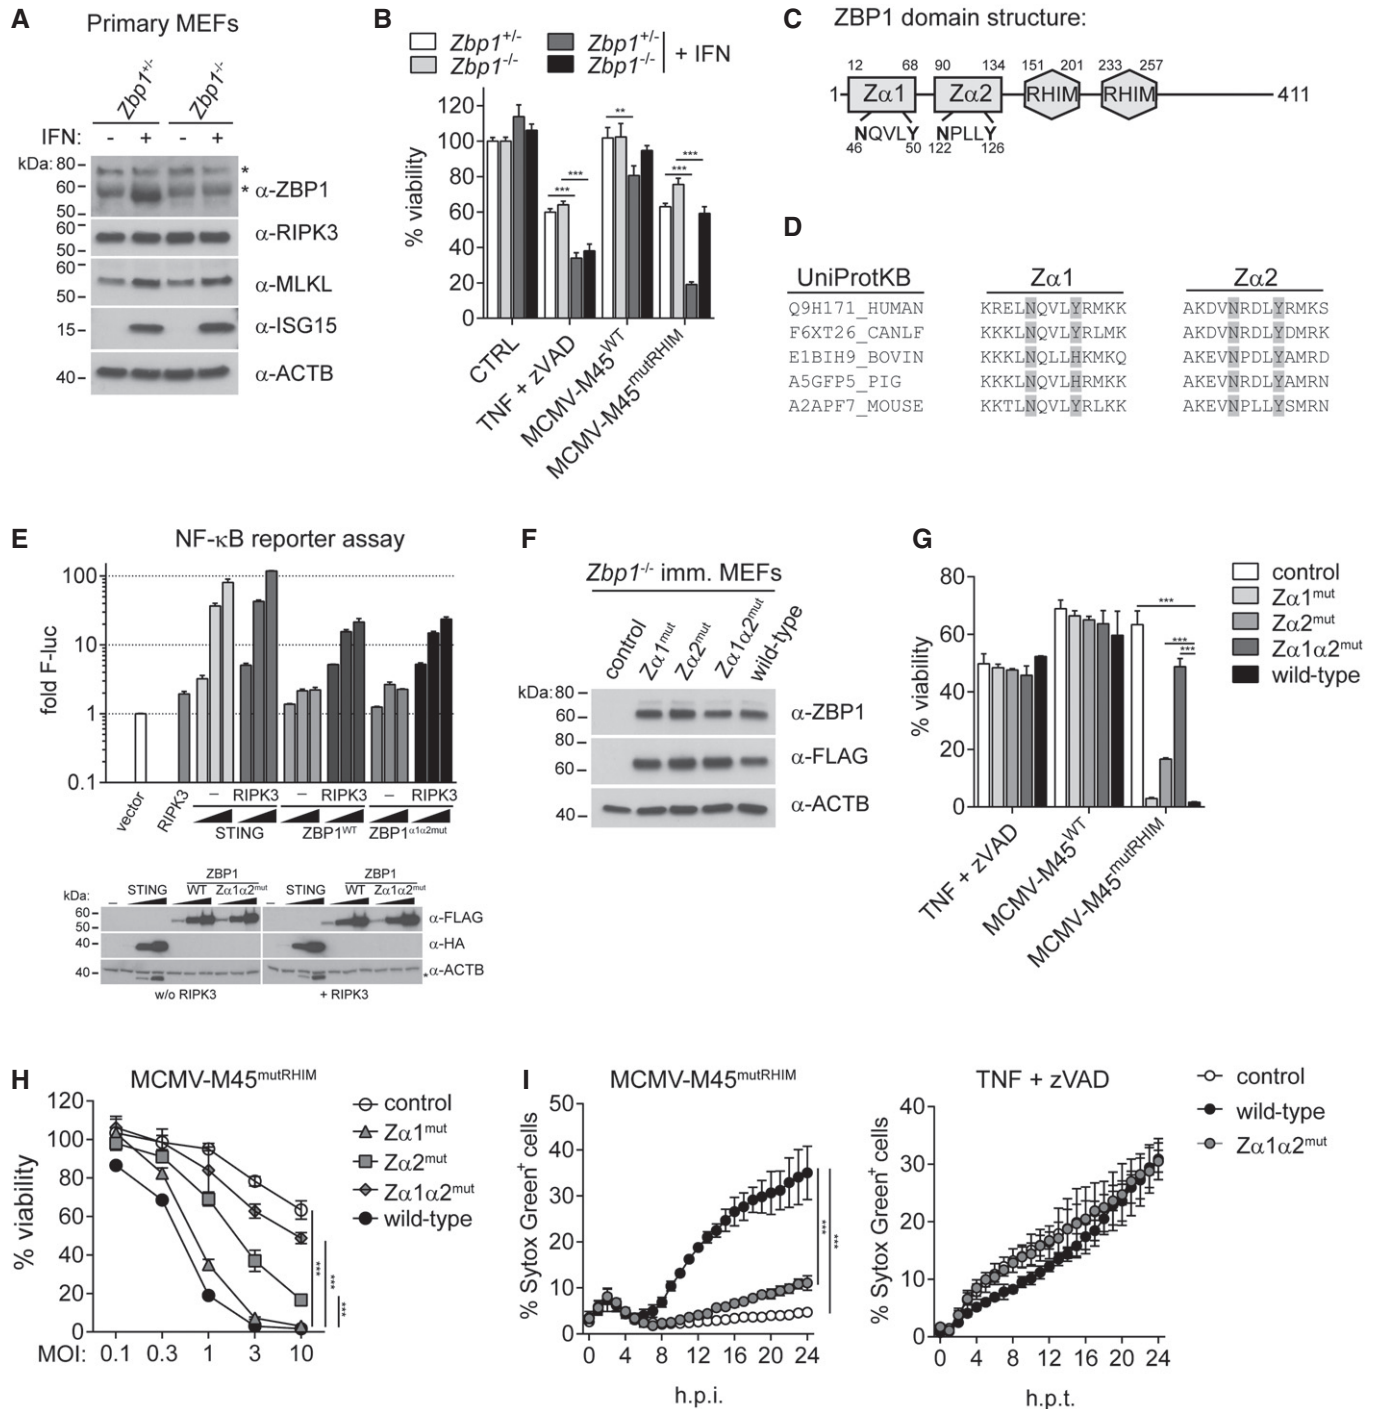 A
Primary MEFs
Zbp1+/-
Zbp1-/-
IFN: - + - +
kDa: 80
60
50
*
*
α-ZBP1
60
50
α-RIPK3
60
50
α-MLKL
15
α-ISG15
40
α-ACTB
B
Zbp1+/-
Zbp1-/-
Zbp1+/-
Zbp1-/-
+ IFN
% viability
120
100
80
60
40
20
0
***
***
**
***
***
CTRL
TNF + zVAD
MCMV-M45WT
MCMV-M45mutRHIM
C
ZBP1 domain structure:
12 68 90 134 151 201 233 257
1 Zα1 Zα2 RHIM RHIM 411
NQVLY NPLLY
46 50 122 126
D
UniProtKB Zα1 Zα2
Q9H171_HUMAN KRELNQVLYRMKK AKDVNRDLYRMKS
F6XT26_CANLF KKKLNQVLYRLMK AKDVNRDLYDMRK
E1BIH9_BOVIN KKKLNQLLHKMKQ AKEVNPDLYAMRD
A5GFP5_PIG KKKLNQVLHRMKK AKEVNRDLYAMRN
A2APF7_MOUSE KKTLNQVLYRLKK AKEVNPLLYSMRN
E
NF-κB reporter assay
fold F-luc
100
10
1
0.1
vector
RIPK3
– RIPK3 – RIPK3 – RIPK3
STING ZBP1WT ZBP1α1α2mut
ZBP1 ZBP1
kDa: – STING WT Zα1α2mut – STING WT Zα1α2mut
60
50
α-FLAG
40
α-HA
40
α-ACTB
*
w/o RIPK3 + RIPK3
F
Zbp1-/- imm. MEFs
control
Zα1mut
Zα2mut
Zα1α2mut
wild-type
kDa: 80
60
α-ZBP1
80
60
α-FLAG
40
α-ACTB
G
% viability
80
60
40
20
0
***
***
***
TNF + zVAD
MCMV-M45WT
MCMV-M45mutRHIM
control
Zα1mut
Zα2mut
Zα1α2mut
wild-type
H
MCMV-M45mutRHIM
% viability
120
100
80
60
40
20
0
MOI: 0.1 0.3 1 3 10
***
***
***
control
Zα1mut
Zα2mut
Zα1α2mut
wild-type
I
MCMV-M45mutRHIM
% Sytox Green+ cells
50
40
30
20
10
0
0 4 8 12 16 20 24
h.p.i.
***
***
TNF + zVAD
% Sytox Green+ cells
40
30
20
10
0
0 4 8 12 16 20 24
h.p.t.
control
wild-type
Zα1α2mut